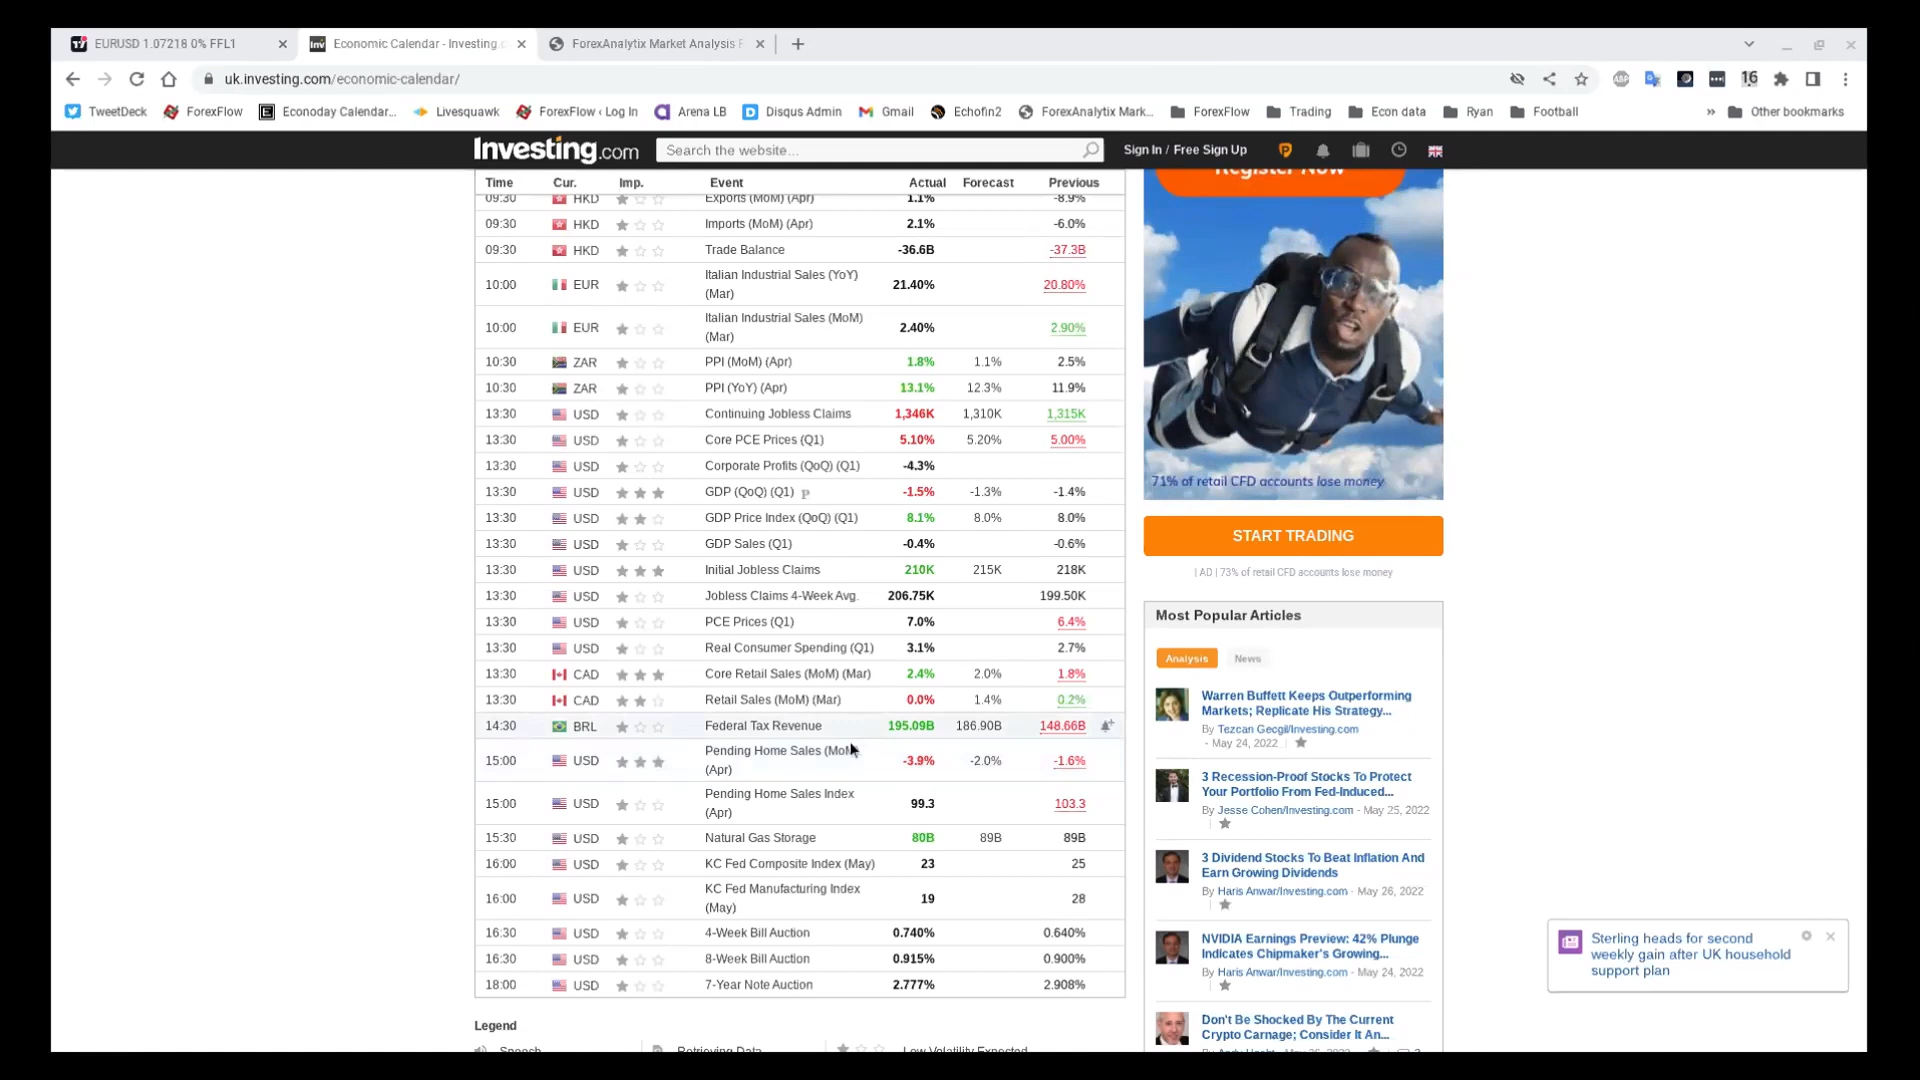 EURUSD 1.07218 0% FFL1
Economic Calendar - Investing.c
ForexAnalytix Market Analysis F
uk.investing.com/economic-calendar/
ABP
16
TweetDeck
ForexFlow
Econoday Calendar...
Livesquawk
ForexFlow ‹ Log In
Arena LB
Disqus Admin
Gmail
Echofin2
ForexAnalytix Mark...
ForexFlow
Trading
Econ data
Ryan
Football
»
Other bookmarks
Investing.com
Search the website...
Sign In / Free Sign Up
Time Cur. Imp. Event Actual Forecast Previous
09:30 HKD Exports (MoM) (Apr) 1.1% -8.9%
09:30 HKD Imports (MoM) (Apr) 2.1% -6.0%
09:30 HKD Trade Balance -36.6B -37.3B
10:00 EUR Italian Industrial Sales (YoY) 21.40% 20.80%
(Mar)
10:00 EUR Italian Industrial Sales (MoM) 2.40% 2.90%
(Mar)
10:30 ZAR PPI (MoM) (Apr) 1.8% 1.1% 2.5%
10:30 ZAR PPI (YoY) (Apr) 13.1% 12.3% 11.9%
13:30 USD Continuing Jobless Claims 1,346K 1,310K 1,315K
13:30 USD Core PCE Prices (Q1) 5.10% 5.20% 5.00%
13:30 USD Corporate Profits (QoQ) (Q1) -4.3%
13:30 USD GDP (QoQ) (Q1) P -1.5% -1.3% -1.4%
13:30 USD GDP Price Index (QoQ) (Q1) 8.1% 8.0% 8.0%
13:30 USD GDP Sales (Q1) -0.4% -0.6%
13:30 USD Initial Jobless Claims 210K 215K 218K
13:30 USD Jobless Claims 4-Week Avg. 206.75K 199.50K
13:30 USD PCE Prices (Q1) 7.0% 6.4%
13:30 USD Real Consumer Spending (Q1) 3.1% 2.7%
13:30 CAD Core Retail Sales (MoM) (Mar) 2.4% 2.0% 1.8%
13:30 CAD Retail Sales (MoM) (Mar) 0.0% 1.4% 0.2%
14:30 BRL Federal Tax Revenue 195.09B 186.90B 148.66B
15:00 USD Pending Home Sales (MoM) -3.9% -2.0% -1.6%
(Apr)
15:00 USD Pending Home Sales Index 99.3 103.3
(Apr)
15:30 USD Natural Gas Storage 80B 89B 89B
16:00 USD KC Fed Composite Index (May) 23 25
16:00 USD KC Fed Manufacturing Index 19 28
(May)
16:30 USD 4-Week Bill Auction 0.740% 0.640%
16:30 USD 8-Week Bill Auction 0.915% 0.900%
18:00 USD 7-Year Note Auction 2.777% 2.908%
Legend
Speech
Retrieving Data
Low Volatility Expected
Register Now
71% of retail CFD accounts lose money
START TRADING
| AD | 73% of retail CFD accounts lose money
Most Popular Articles
Analysis
News
Warren Buffett Keeps Outperforming
Markets; Replicate His Strategy...
By Tezcan Gecgil/Investing.com
- May 24, 2022 |
3 Recession-Proof Stocks To Protect
Your Portfolio From Fed-Induced...
By Jesse Cohen/Investing.com - May 25, 2022
3 Dividend Stocks To Beat Inflation And
Earn Growing Dividends
By Haris Anwar/Investing.com - May 26, 2022
NVIDIA Earnings Preview: 42% Plunge
Indicates Chipmaker's Growing...
By Haris Anwar/Investing.com - May 24, 2022
Don't Be Shocked By The Current
Crypto Carnage; Consider It An...
Sterling heads for second
weekly gain after UK household
support plan